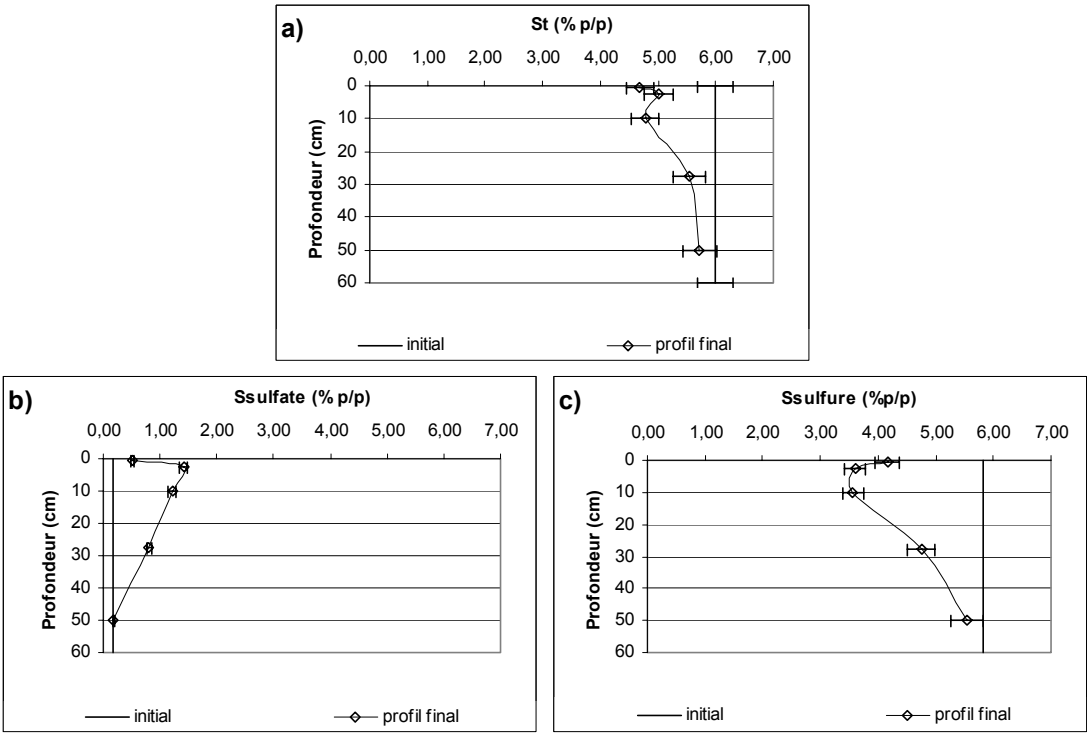 a)
St (% p/p)
0,00 1,00 2,00 3,00 4,00 5,00 6,00 7,00
0
10
20
30
40
50
60
Profondeur (cm)
initial
profil final
b)
Ssulfate (% p/p)
0,00 1,00 2,00 3,00 4,00 5,00 6,00 7,00
0
10
20
30
40
50
60
Profondeur (cm)
initial
profil final
c)
Ssulfure (%p/p)
0,00 1,00 2,00 3,00 4,00 5,00 6,00 7,00
0
10
20
30
40
50
60
Profondeur (cm)
initial
profil final